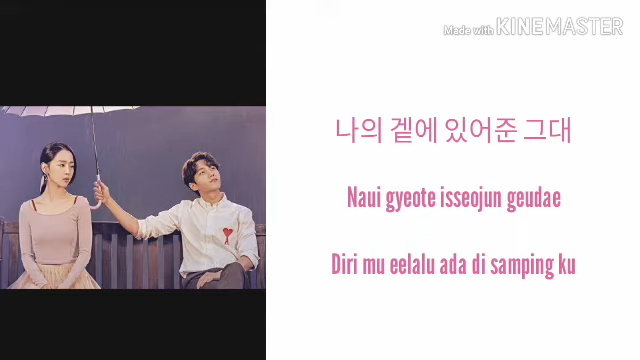 Made with KINEMASTER
나의 겥에 있어준 그대
Naui gyeote isseojun geudae
Diri mu eelalu ada di samping ku